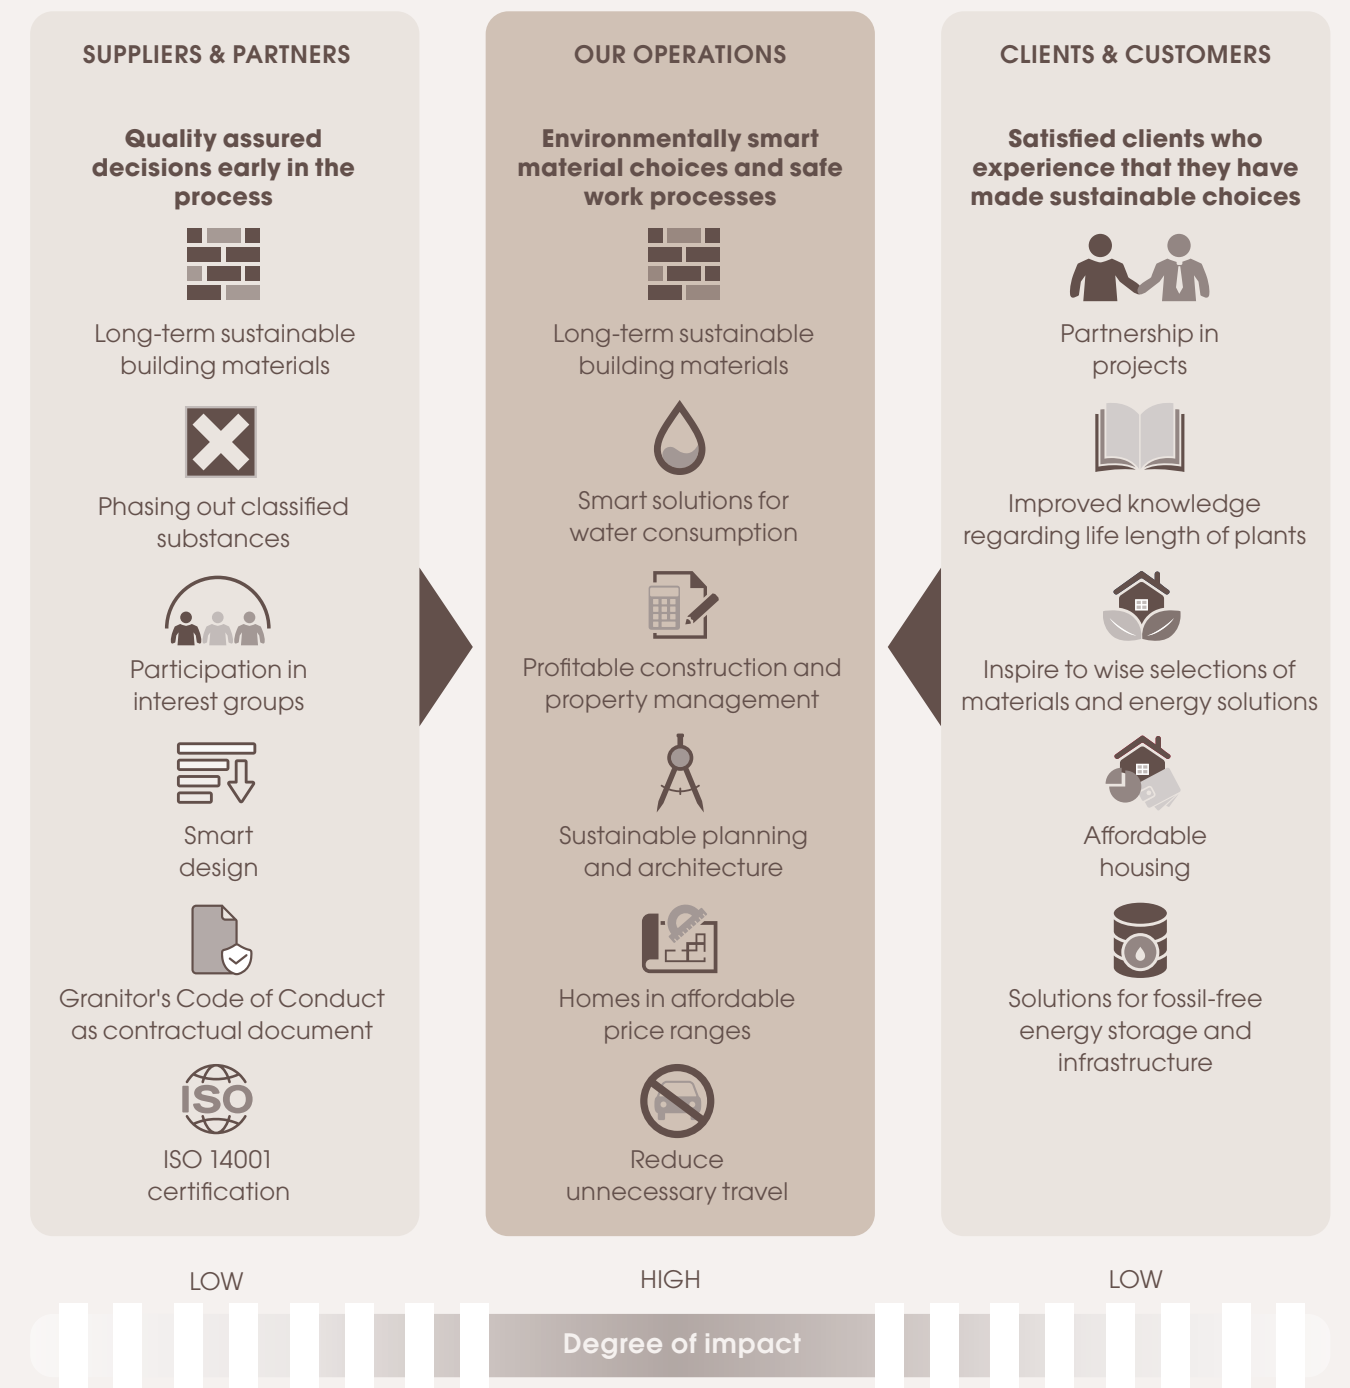 SUPPLIERS & PARTNERS
Quality assured
decisions early in the
process
Long-term sustainable
building materials
Phasing out classified
substances
Participation in
interest groups
Smart
design
Granitor's Code of Conduct
as contractual document
ISO
ISO 14001
certification
LOW
OUR OPERATIONS
Environmentally smart
material choices and safe
work processes
Long-term sustainable
building materials
Smart solutions for
water consumption
Profitable construction and
property management
Sustainable planning
and architecture
Homes in affordable
price ranges
Reduce
unnecessary travel
HIGH
CLIENTS & CUSTOMERS
Satisfied clients who
experience that they have
made sustainable choices
Partnership in
projects
Improved knowledge
regarding life length of plants
Inspire to wise selections of
materials and energy solutions
Affordable
housing
Solutions for fossil-free
energy storage and
infrastructure
LOW
Degree of impact